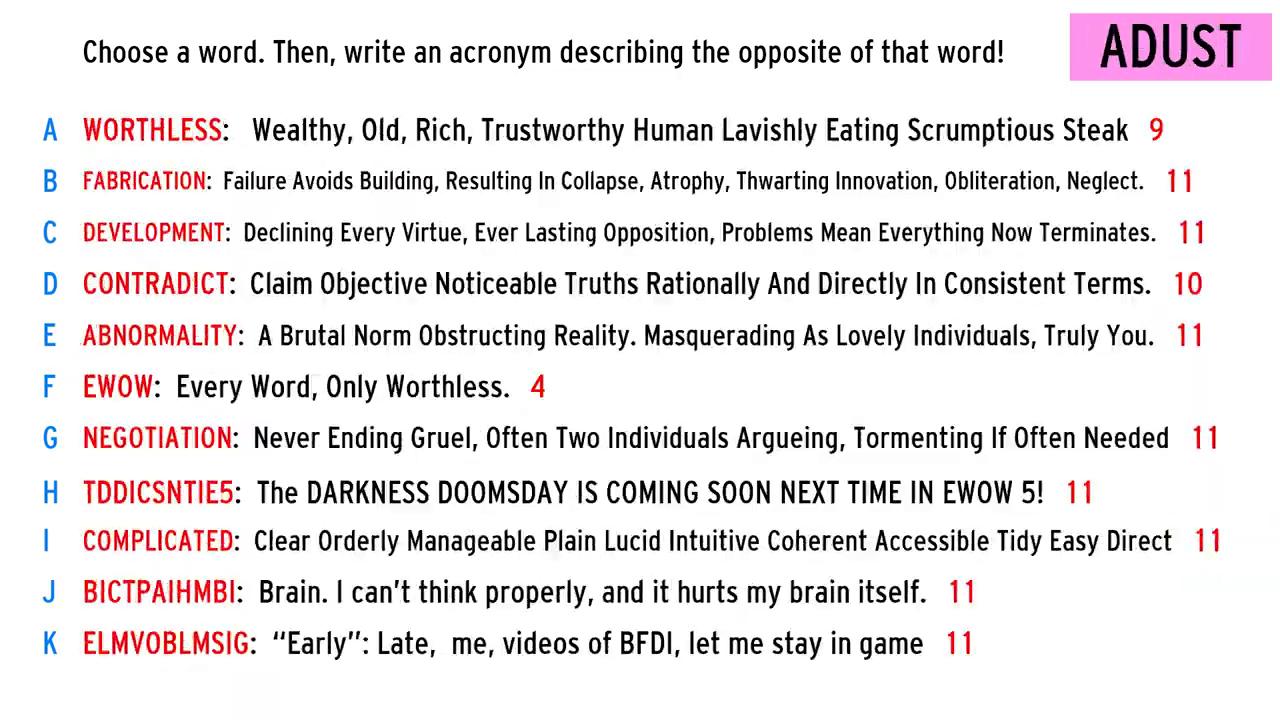 Choose a word. Then, write an acronym describing the opposite of that word!
ADUST
A WORTHLESS: Wealthy, Old, Rich, Trustworthy Human Lavishly Eating Scrumptious Steak 9
B FABRICATION: Failure Avoids Building, Resulting In Collapse, Atrophy, Thwarting Innovation, Obliteration, Neglect. 11
C DEVELOPMENT: Declining Every Virtue, Ever Lasting Opposition, Problems Mean Everything Now Terminates. 11
D CONTRADICT: Claim Objective Noticeable Truths Rationally And Directly In Consistent Terms. 10
E ABNORMALITY: A Brutal Norm Obstructing Reality. Masquerading As Lovely Individuals, Truly You. 11
F EWOW: Every Word, Only Worthless. 4
G NEGOTIATION: Never Ending Gruel, Often Two Individuals Argueing, Tormenting If Often Needed 11
H TDDICSNTIE5: The DARKNESS DOOMSDAY IS COMING SOON NEXT TIME IN EWOW 5! 11
I COMPLICATED: Clear Orderly Manageable Plain Lucid Intuitive Coherent Accessible Tidy Easy Direct 11
J BICTPAIHMBI: Brain. I can't think properly, and it hurts my brain itself. 11
K ELMVOBLMSIG: “Early”: Late, me, videos of BFDI, let me stay in game 11